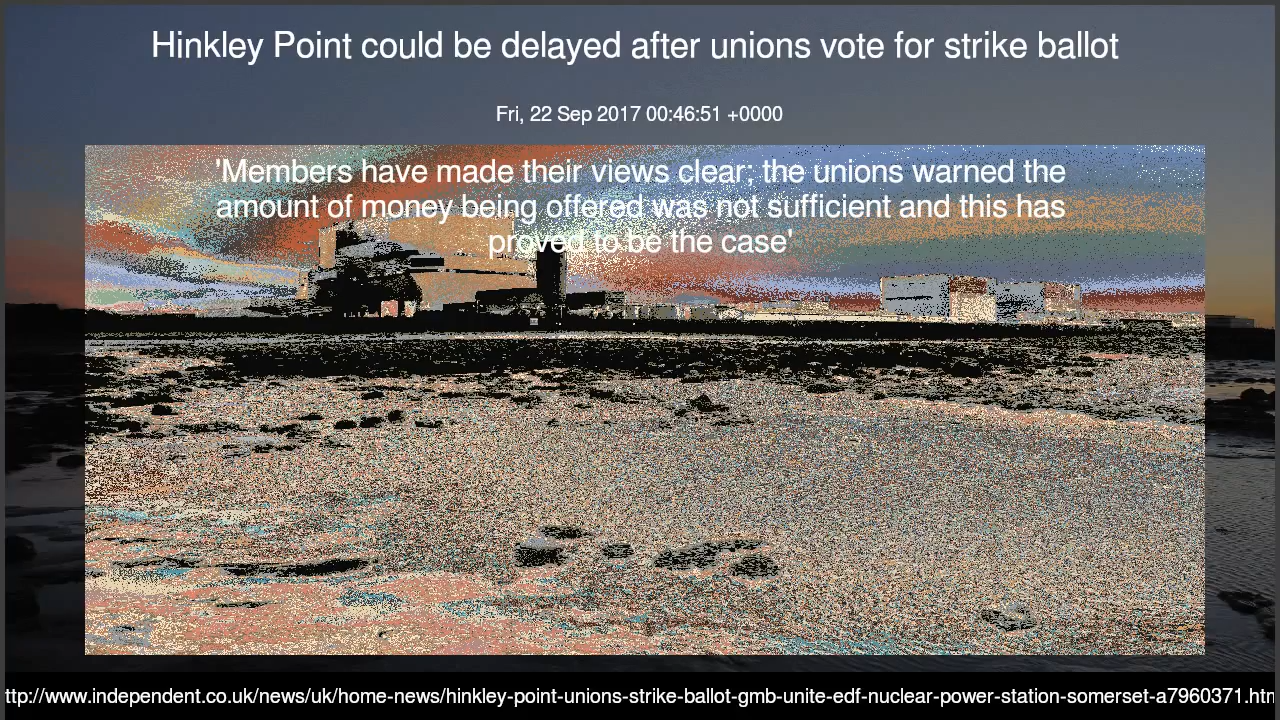 Hinkley Point could be delayed after unions vote for strike ballot
Fri, 22 Sep 2017 00:46:51 +0000
'Members have made their views clear; the unions warned the
amount of money being offered was not sufficient and this has
proved to be the case'
ttp://www.independent.co.uk/news/uk/home-news/hinkley-point-unions-strike-ballot-gmb-unite-edf-nuclear-power-station-somerset-a7960371.htm